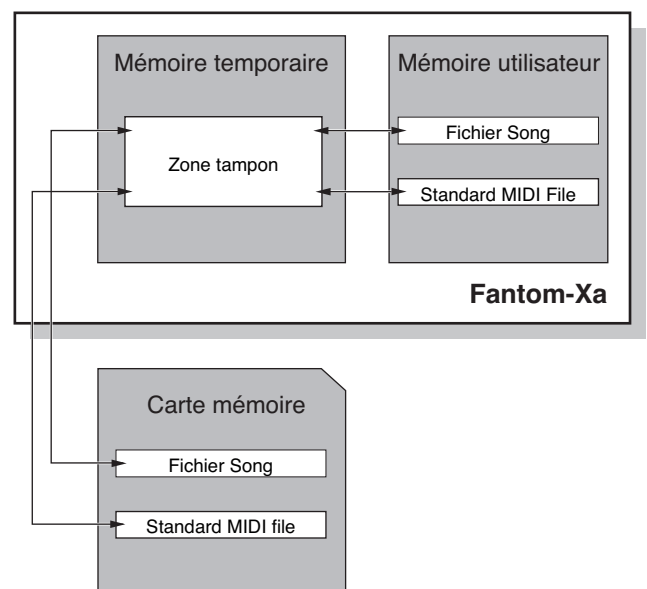 Mémoire temporaire
Mémoire utilisateur
Zone tampon
Fichier Song
Standard MIDI File
Fantom-Xa
Carte mémoire
Fichier Song
Standard MIDI file